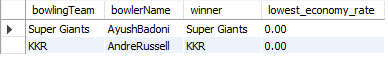 bowlingTeam bowlerName winner lowest_economy_rate
Super Giants AyushBadoni Super Giants 0.00
KKR AndreRussell KKR 0.00